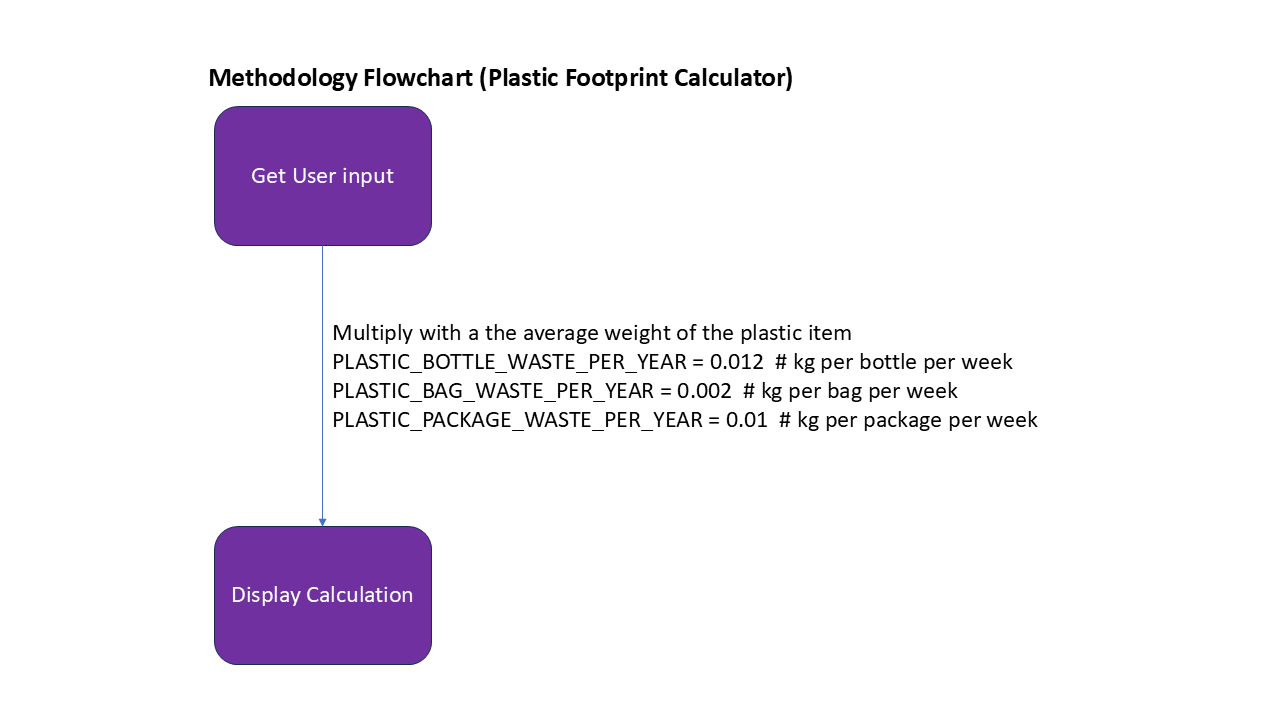 Methodology Flowchart (Plastic Footprint Calculator)
Get User input
Multiply with a the average weight of the plastic item
PLASTIC_BOTTLE_WASTE_PER_YEAR = 0.012  # kg per bottle per week
PLASTIC_BAG_WASTE_PER_YEAR = 0.002  # kg per bag per week
PLASTIC_PACKAGE_WASTE_PER_YEAR = 0.01  # kg per package per week
Display Calculation